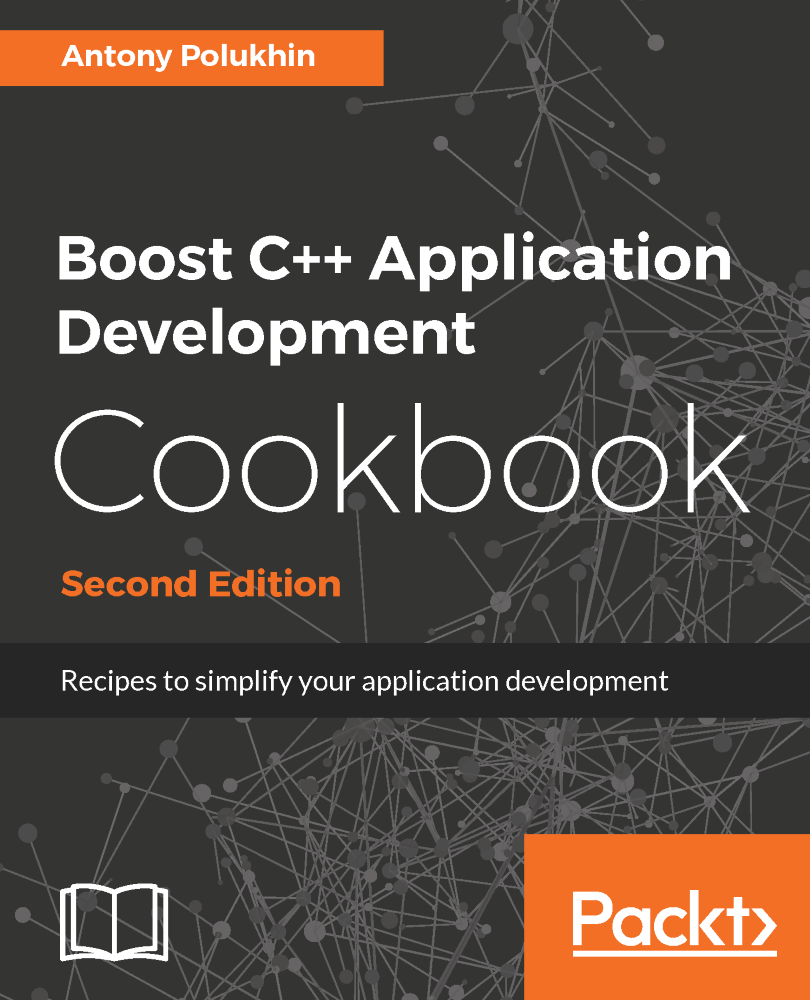 Antony Polukhin
Boost C++ Application
Development
Cookbook
Second Edition
Recipes to simplify your application development
Packt>